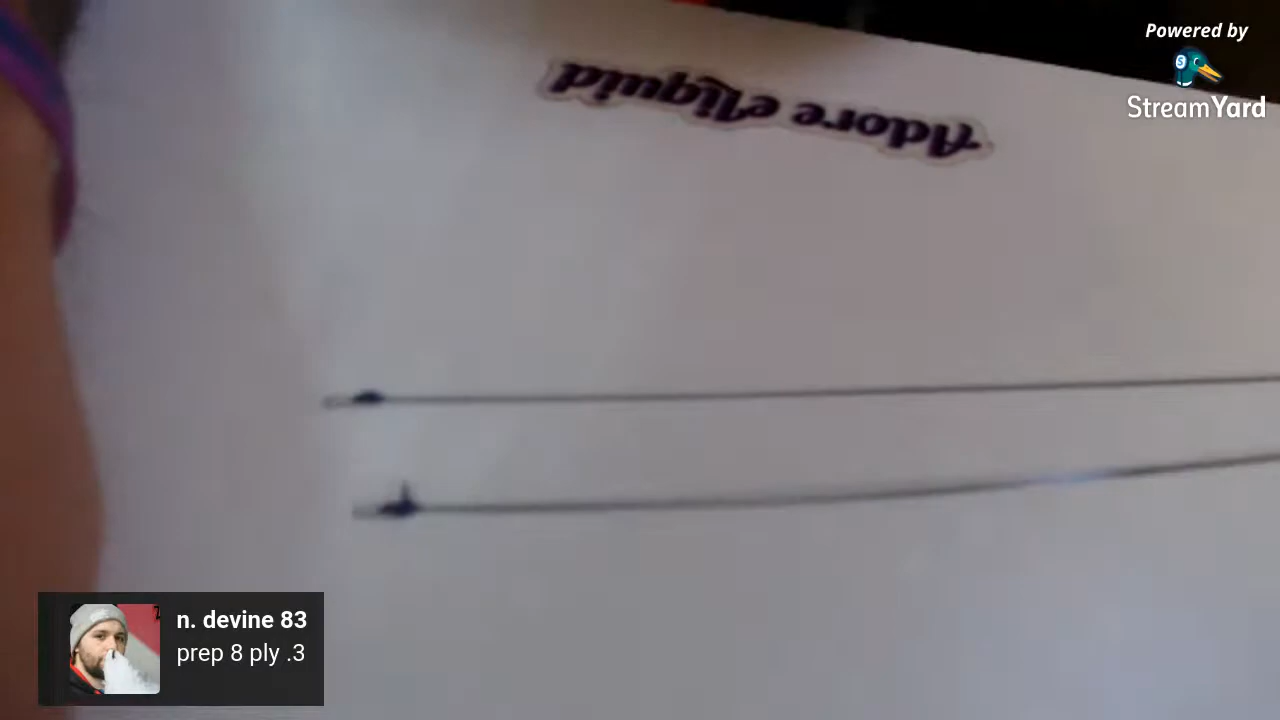 Powered by
StreamYard
Adore eliquid
n. devine 83
prep 8 ply .3